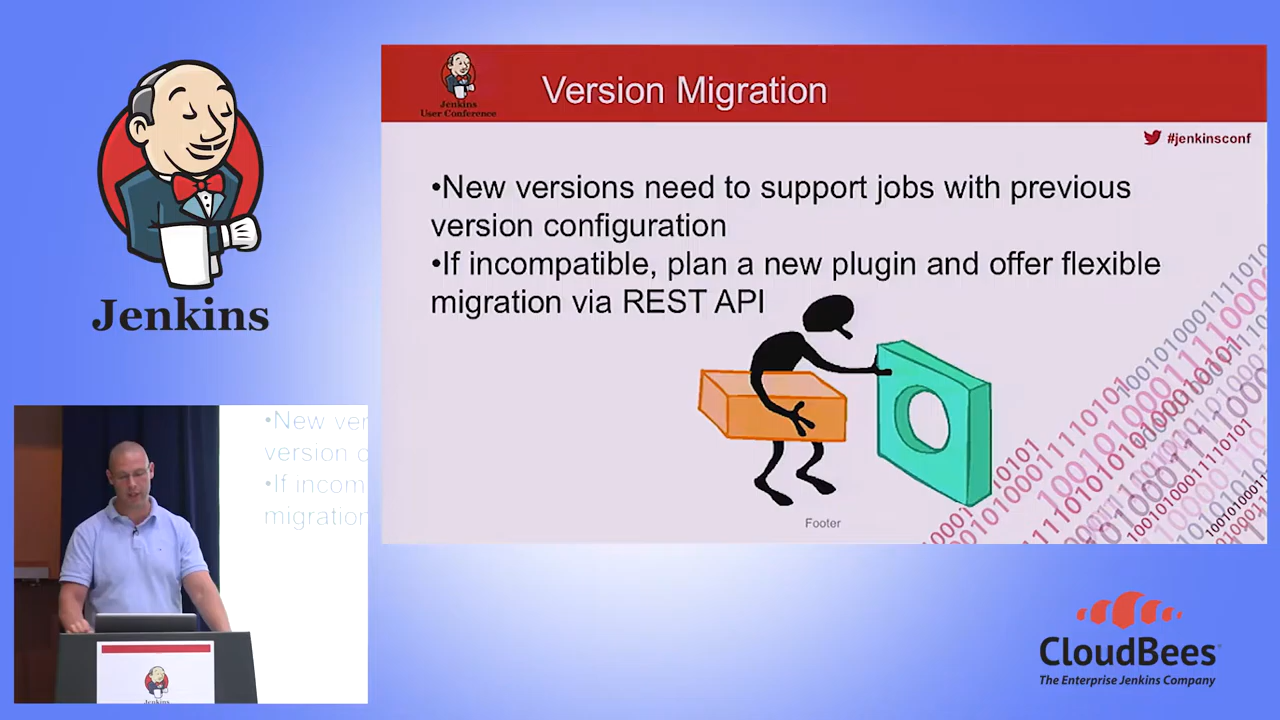 Jenkins
Jenkins
User Conference
Version Migration
#jenkinsconf
•New versions need to support jobs with previous
version configuration
•If incompatible, plan a new plugin and offer flexible
migration via REST API
Footer
•New ver
version c
•If incom
migration
Jenkins
CloudBees
The Enterprise Jenkins Company